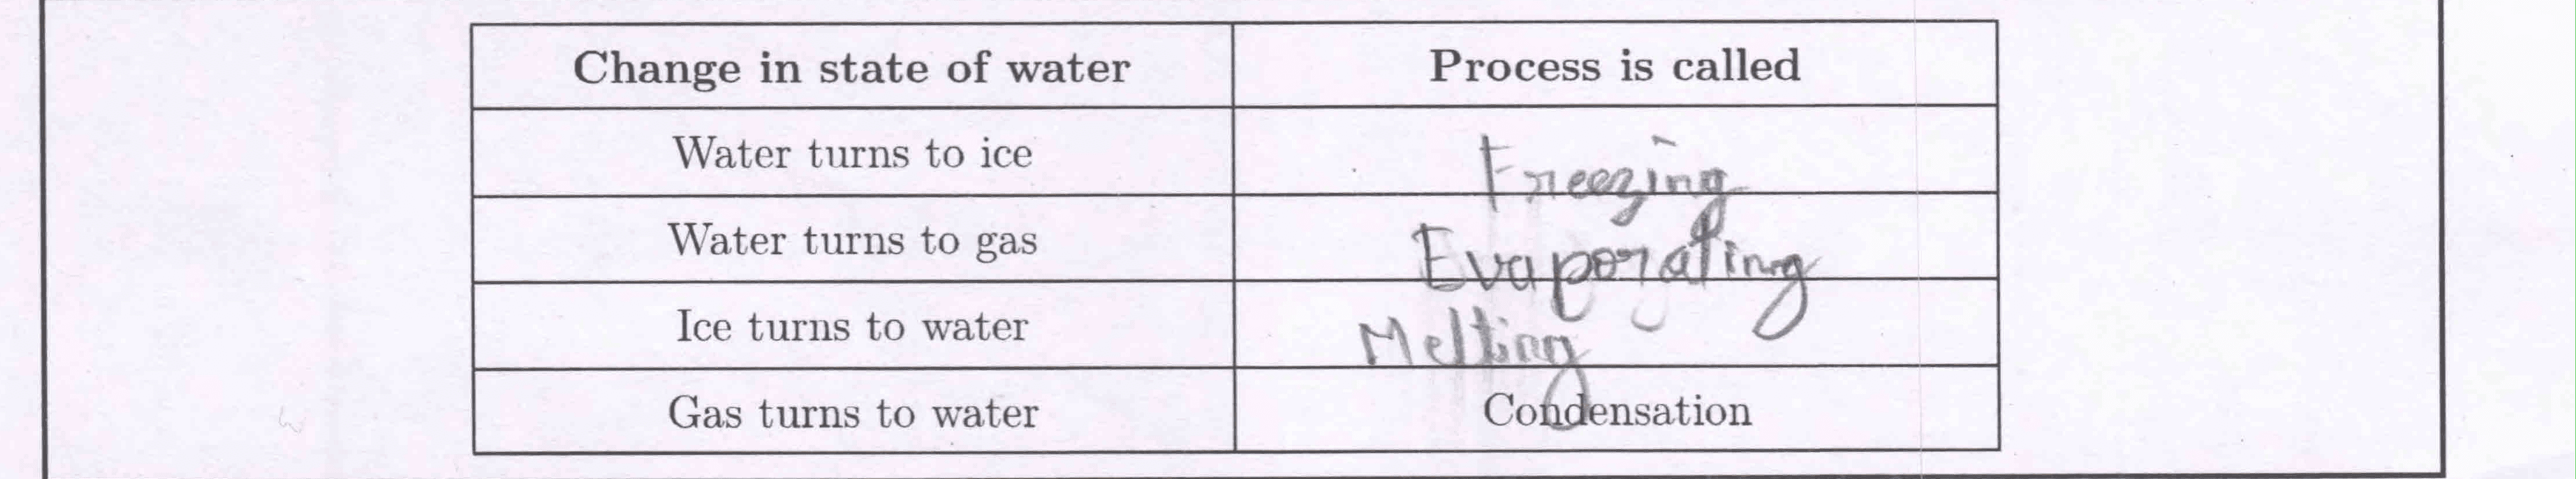 Change in state of water Process is called
Water turns to ice Freezing
Water turns to gas Evaporating
Ice turns to water Melting
Gas turns to water Condensation